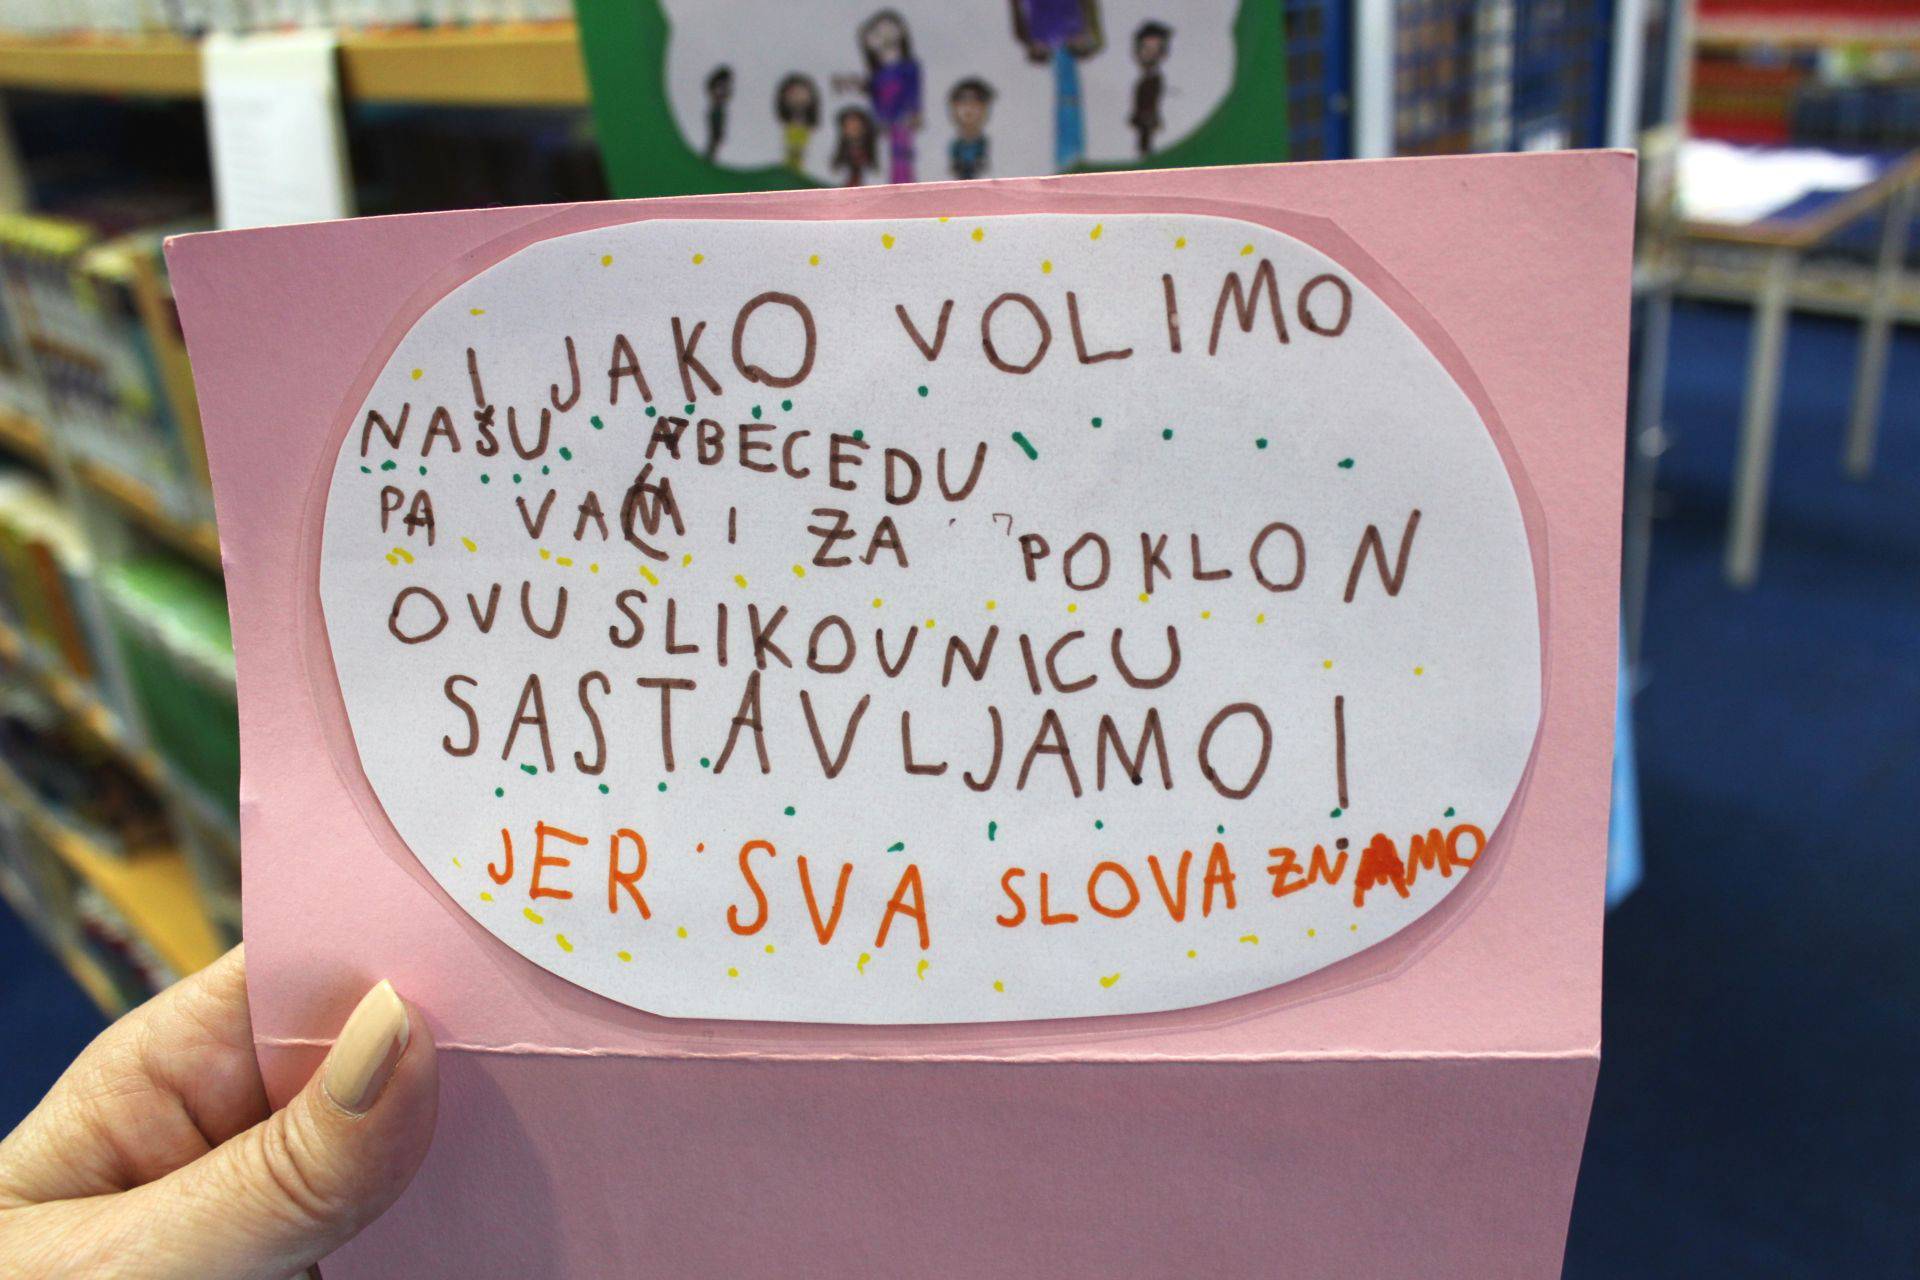 I JAKO VOLIMO
NAŠU ABECEDU
PA VAM I ZA POKLON
OVU SLIKOVNICU
SASTAVLJAMO!
JER SVA SLOVA ZNAMO